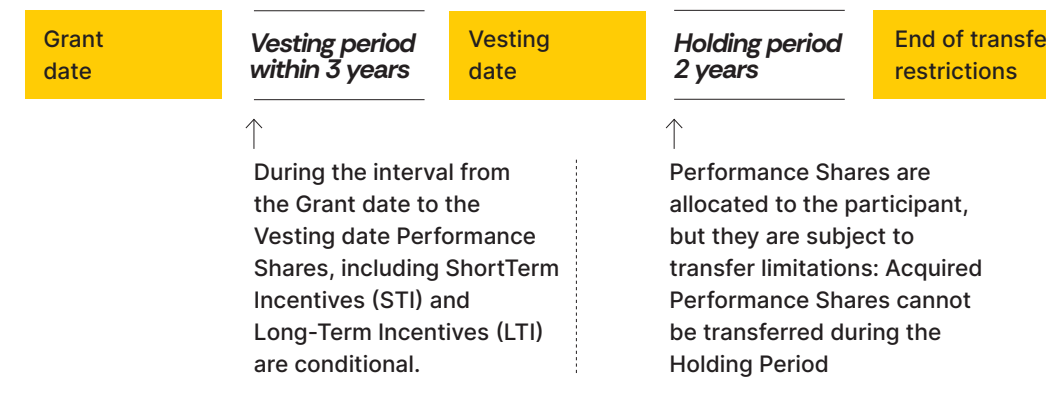 Grant
date
Vesting period
within 3 years
Vesting
date
Holding period
2 years
End of transfe
restrictions
During the interval from
the Grant date to the
Vesting date Performance
Shares, including ShortTerm
Incentives (STI) and
Long-Term Incentives (LTI)
are conditional.
Performance Shares are
allocated to the participant,
but they are subject to
transfer limitations: Acquired
Performance Shares cannot
be transferred during the
Holding Period